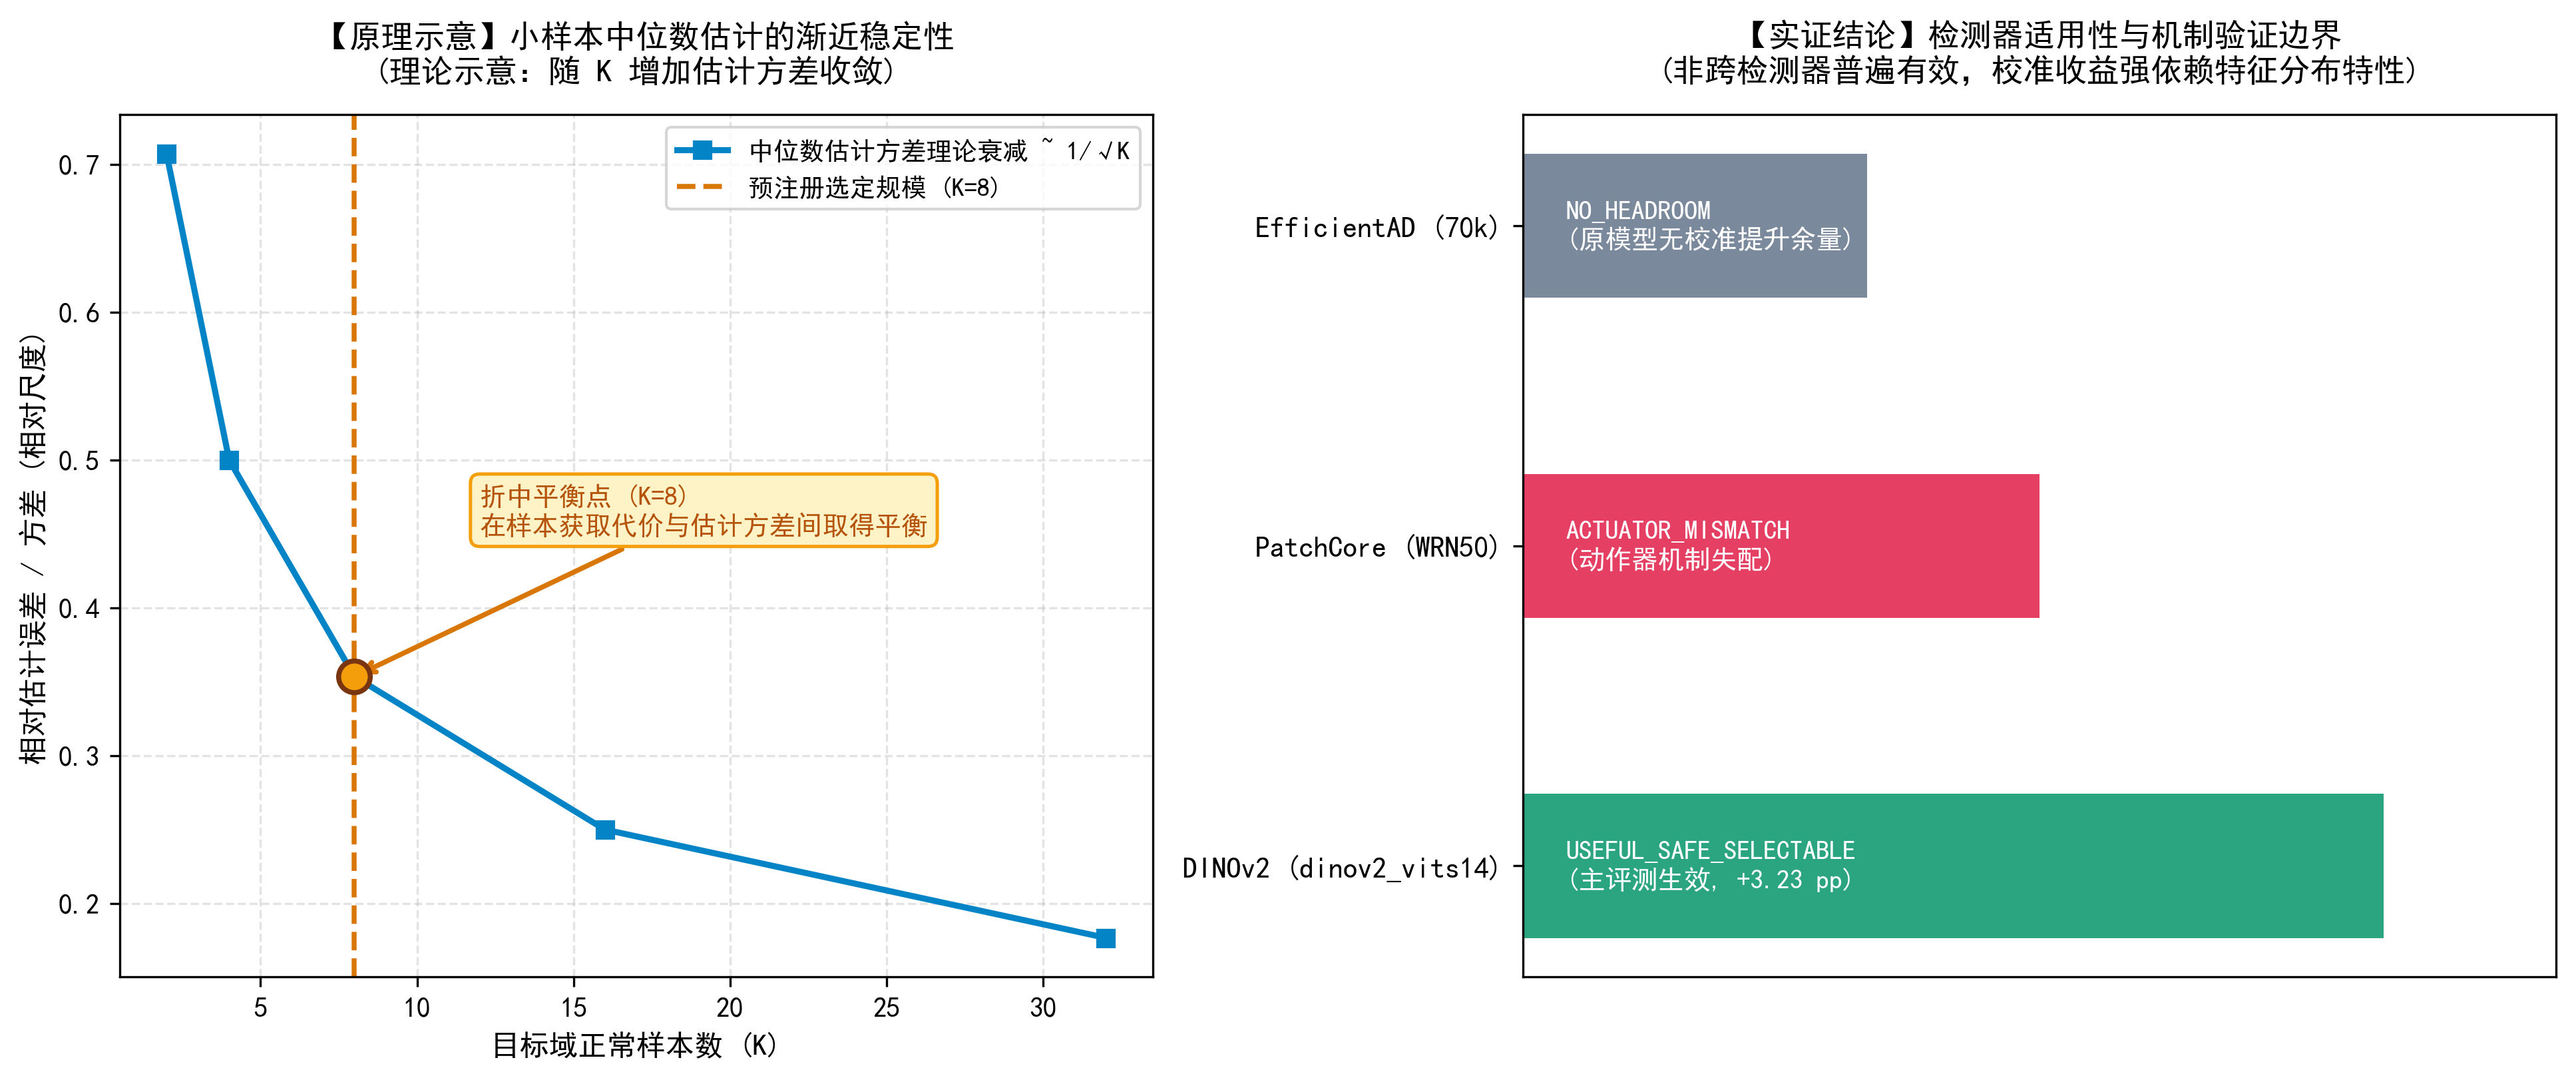 【原理示意】小样本中位数估计的渐近稳定性
(理论示意：随 K 增加估计方差收敛)
相对估计误差 / 方差 (相对尺度)
0.7
0.6
0.5
0.4
0.3
0.2
中位数估计方差理论衰减 ~ 1/√K
预注册选定规模 (K=8)
折中平衡点 (K=8)
在样本获取代价与估计方差间取得平衡
5
10
15
20
25
30
目标域正常样本数 (K)
【实证结论】检测器适用性与机制验证边界
(非跨检测器普遍有效，校准收益强依赖特征分布特性)
EfficientAD (70k)
NO_HEADROOM
(原模型无校准提升余量)
PatchCore (WRN50)
ACTUATOR_MISMATCH
(动作器机制失配)
DINOv2 (dinov2_vits14)
USEFUL_SAFE_SELECTABLE
(主评测生效, +3.23 pp)